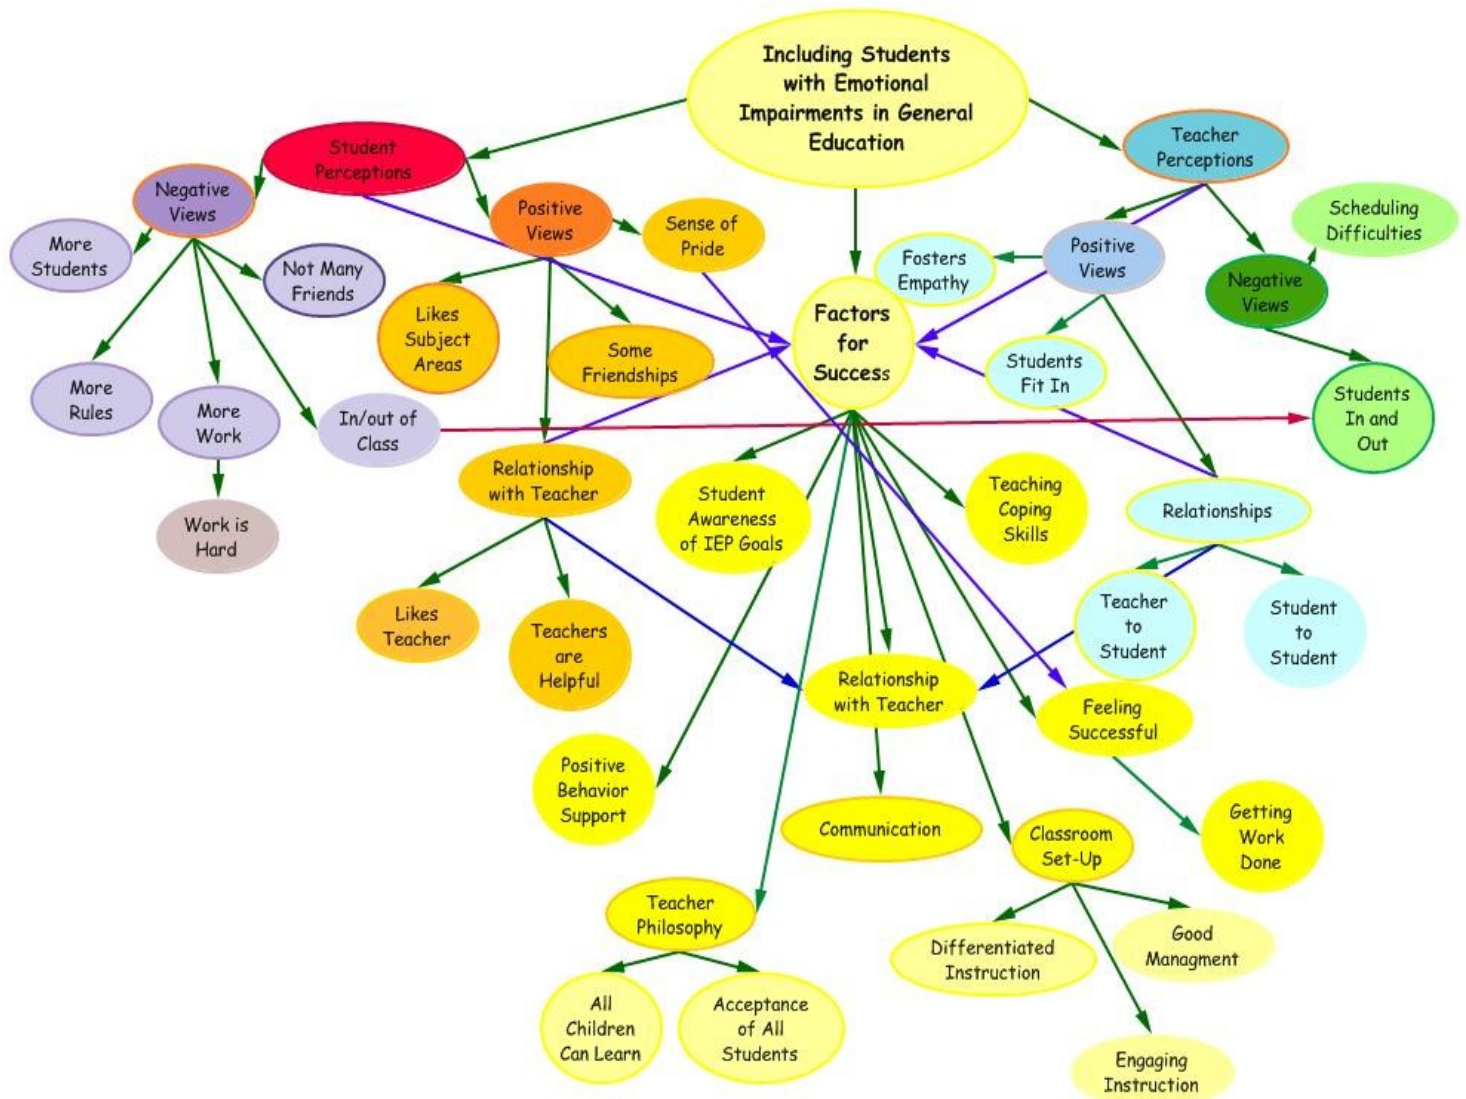 Including Students
with Emotional
Impairments in General
Education
Student
Perceptions
Teacher
Perceptions
Negative
Views
Positive
Views
Sense of
Pride
Scheduling
Difficulties
More
Students
Not Many
Friends
Fosters
Empathy
Positive
Views
Negative
Views
Likes
Subject
Areas
Some
Friendships
Factors
for
Success
Students
Fit In
More
Rules
More
Work
In/out of
Class
Students
In and
Out
Relationship
with Teacher
Student
Awareness
of IEP Goals
Teaching
Coping
Skills
Relationships
Work is
Hard
Likes
Teacher
Teachers
are
Helpful
Teacher
to
Student
Student
to
Student
Relationship
with Teacher
Feeling
Successful
Positive
Behavior
Support
Communication
Classroom
Set-Up
Getting
Work
Done
Teacher
Philosophy
Differentiated
Instruction
Good
Managment
All
Children
Can Learn
Acceptance
of All
Students
Engaging
Instruction